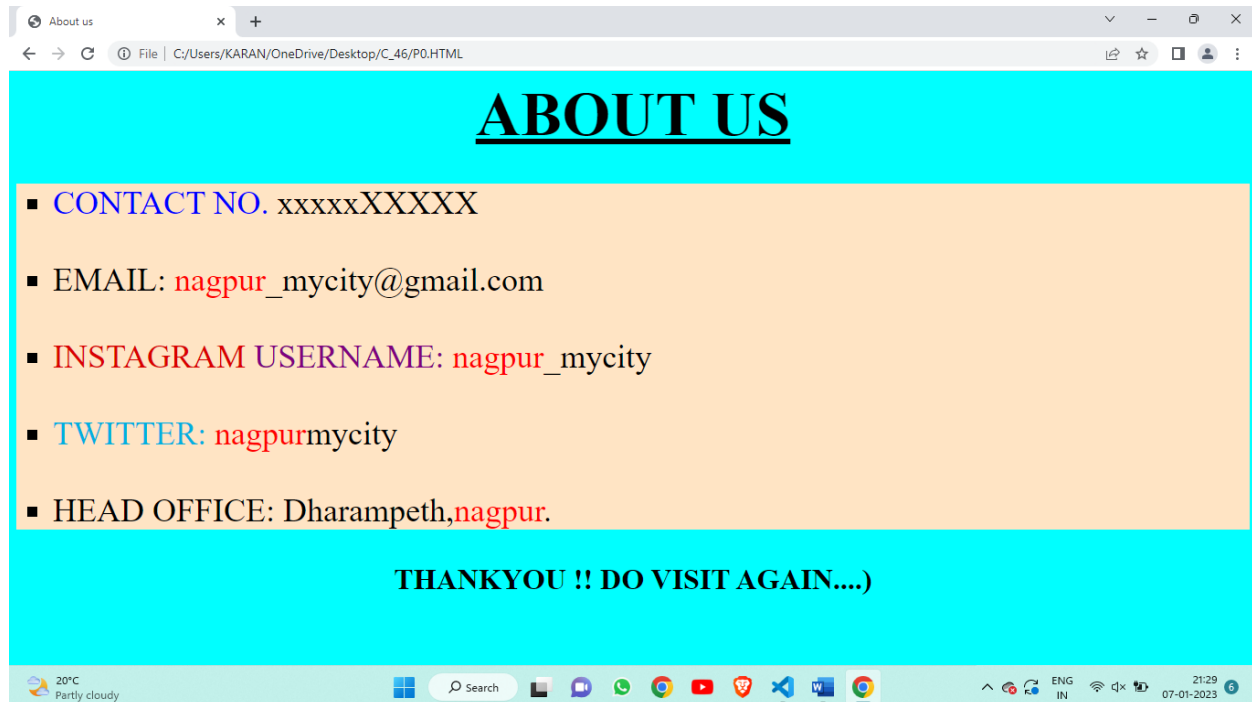 About us
File | C:/Users/KARAN/OneDrive/Desktop/C_46/P0.HTML
ABOUT US
CONTACT NO. xxxxxXXXXX
EMAIL: nagpur_mycity@gmail.com
INSTAGRAM USERNAME: nagpur_mycity
TWITTER: nagpurmycity
HEAD OFFICE: Dharampeth,nagpur.
THANKYOU !! DO VISIT AGAIN....)
20°C
Partly cloudy
Search
ENG
IN
21:29
07-01-2023
6